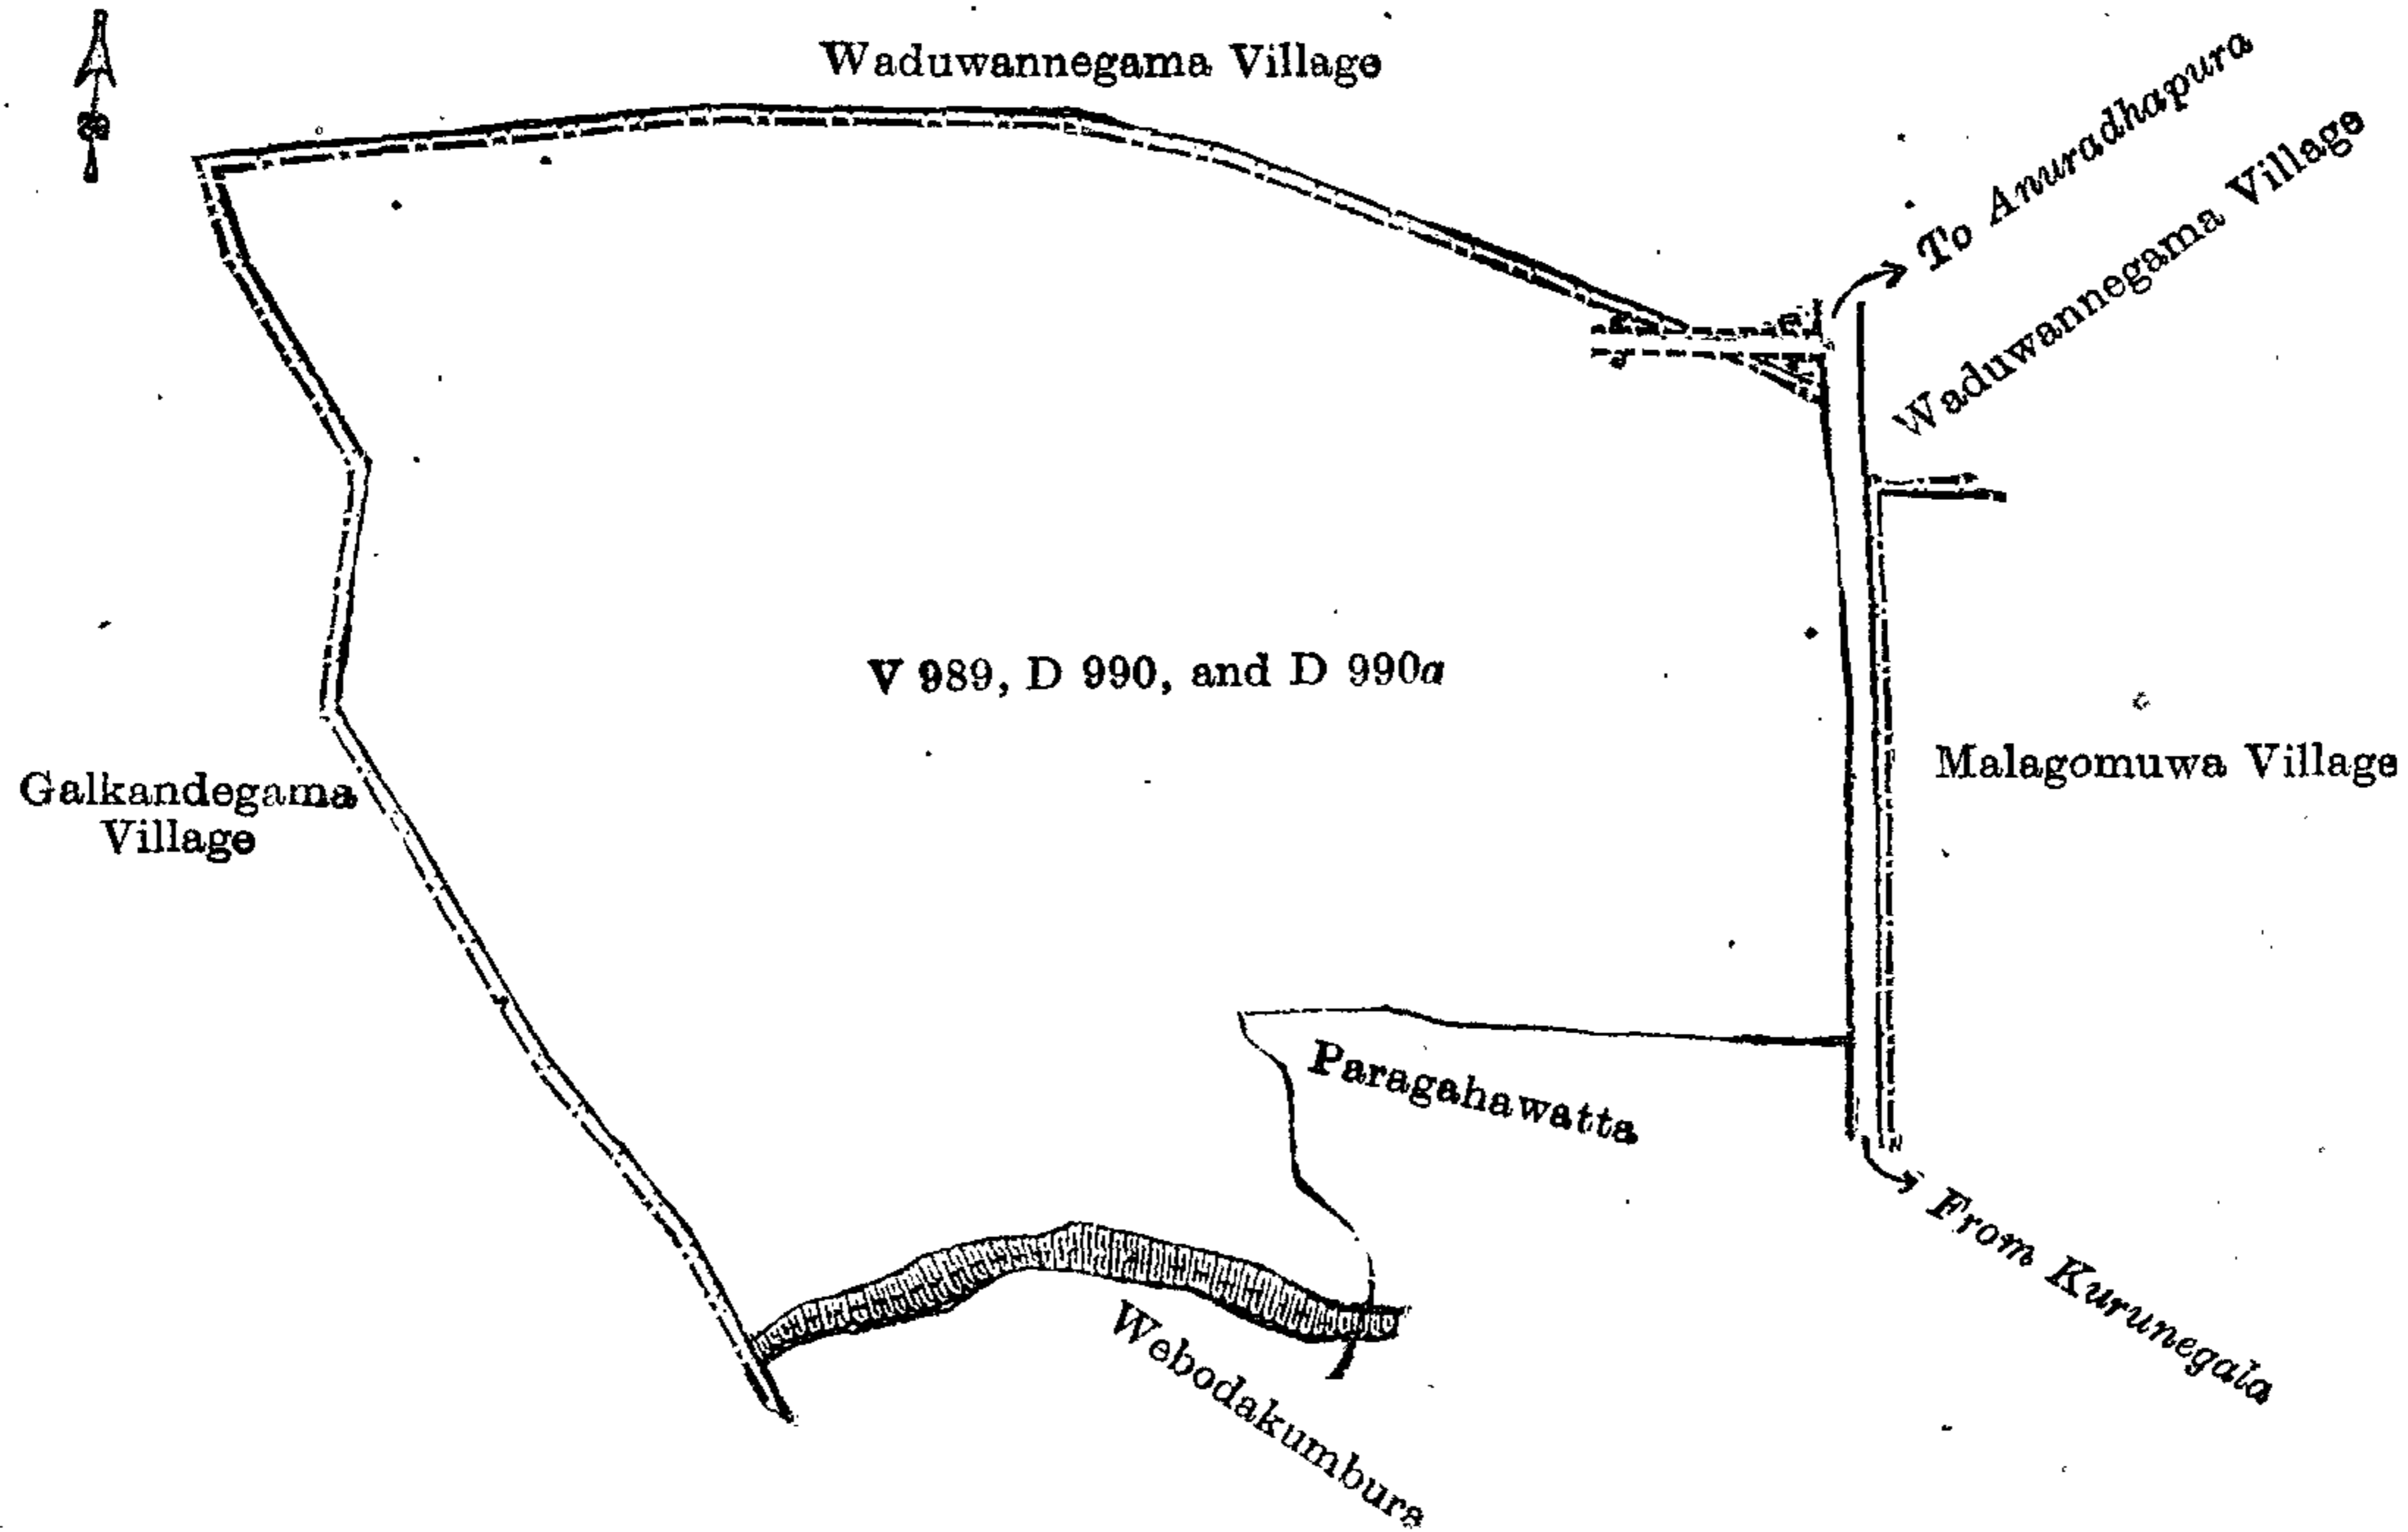 Waduwannegama Village
To Anuradhapura
Waduwannegama Village
V 989, D 990, and D 990a
Malagomuwa Village
Galkandegama
Village
Paragahawatta
From Kurunegala
Webodakumbura